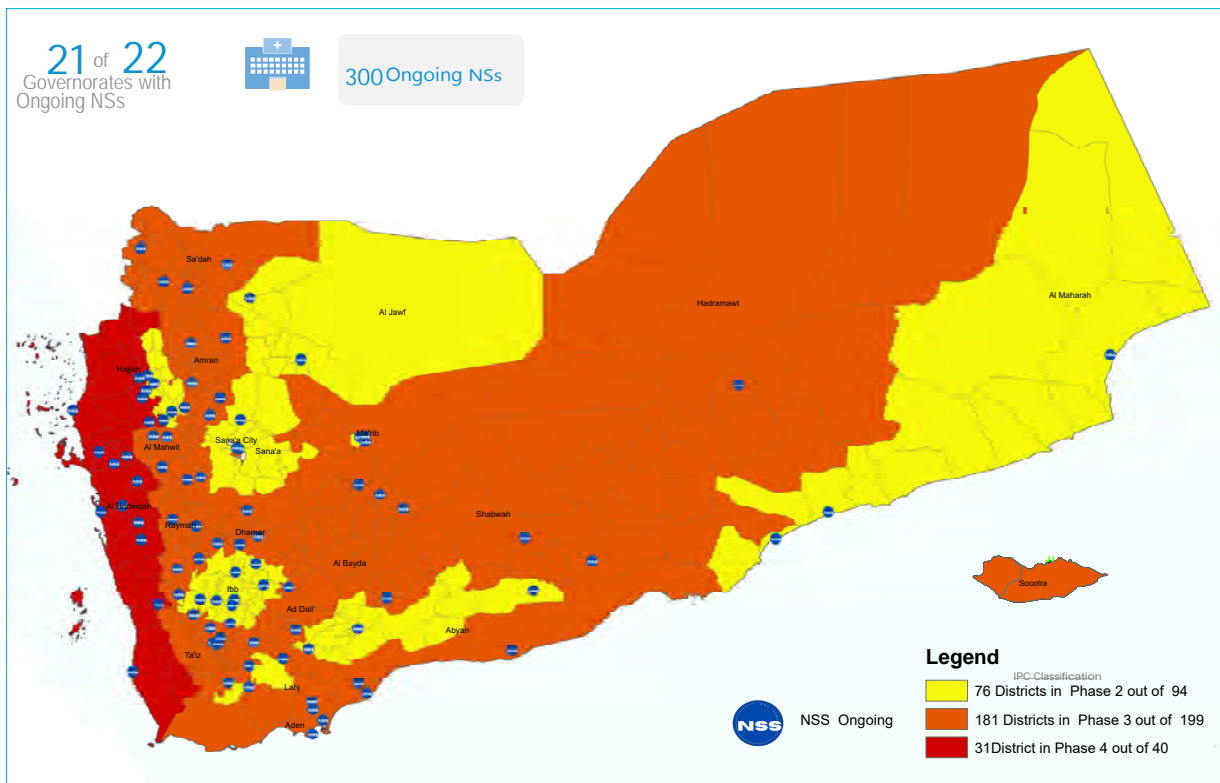 21 of 22
Governorates with
Ongoing NSs
300 Ongoing NSs
Sa'dah
Al Jawf
Hadramawt
Al Maharah
Hajjah
Amran
Ma'rib
Sana'a City
Sana'a
Al Mahwit
Al Hodeidah
Raymah
Dhamar
Shabwah
Al Bayda
Ibb
Ad Dali'
Abyan
Ta'iz
Lahj
Aden
Socotra
Legend
IPC Classification
76 Districts in Phase 2 out of 94
181 Districts in Phase 3 out of 199
31District in Phase 4 out of 40
NSS
NSS Ongoing